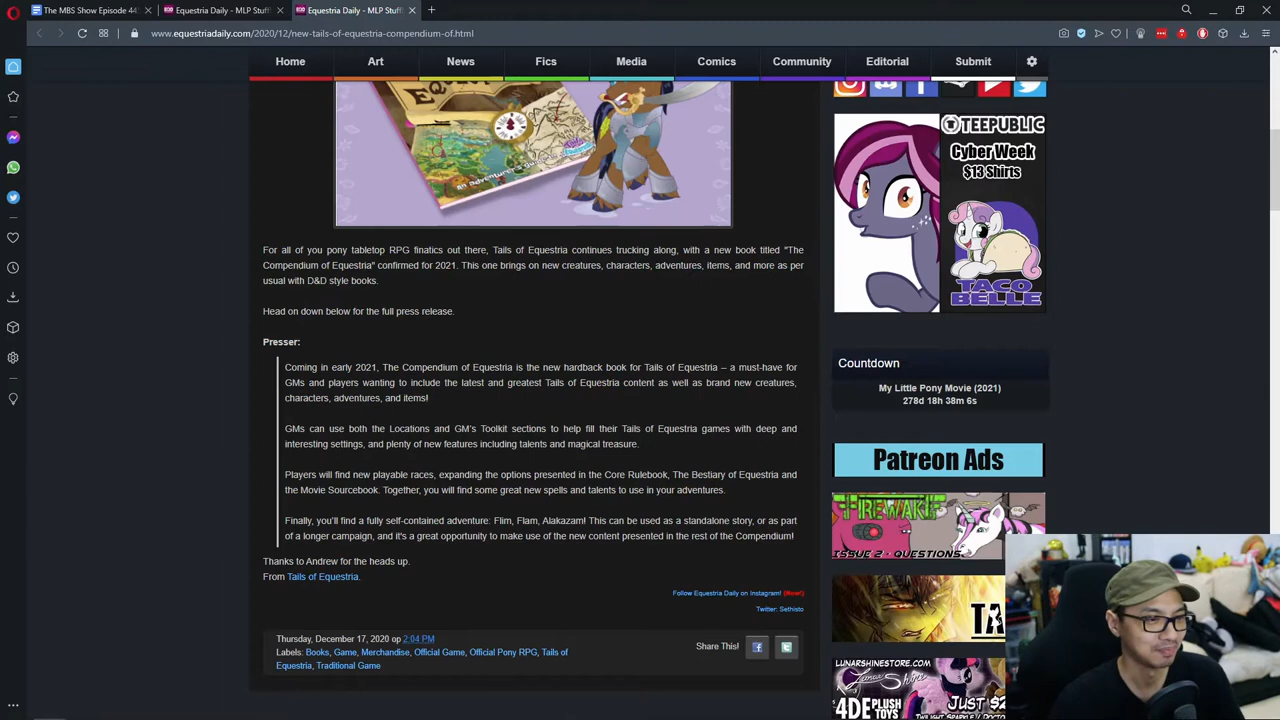 The MBS Show Episode 44:
Equestria Daily - MLP Stuff
Equestria Daily - MLP Stuff
www.equestriadaily.com/2020/12/new-tails-of-equestria-compendium-of.html
Home
Art
News
Fics
Media
Comics
Community
Editorial
Submit
TEEPUBLIC
Cyber Week
$13 Shirts
TACO
BELLE
For all of you pony tabletop RPG finatics out there, Tails of Equestria continues trucking along, with a new book titled "The
Compendium of Equestria" confirmed for 2021. This one brings on new creatures, characters, adventures, items, and more as per
usual with D&D style books.
Head on down below for the full press release.
Presser:
Coming in early 2021, The Compendium of Equestria is the new hardback book for Tails of Equestria – a must-have for
GMs and players wanting to include the latest and greatest Tails of Equestria content as well as brand new creatures,
characters, adventures, and items!
GMs can use both the Locations and GM's Toolkit sections to help fill their Tails of Equestria games with deep and
interesting settings, and plenty of new features including talents and magical treasure.
Players will find new playable races, expanding the options presented in the Core Rulebook, The Bestiary of Equestria and
the Movie Sourcebook. Together, you will find some great new spells and talents to use in your adventures.
Finally, you'll find a fully self-contained adventure: Flim, Flam, Alakazam! This can be used as a standalone story, or as part
of a longer campaign, and it's a great opportunity to make use of the new content presented in the rest of the Compendium!
Thanks to Andrew for the heads up.
From Tails of Equestria.
Follow Equestria Daily on Instagram! (New!)
Twitter: Sethisto
Thursday, December 17, 2020 op 2:04 PM
Labels: Books, Game, Merchandise, Official Game, Official Pony RPG, Tails of
Equestria, Traditional Game
Share This!
Countdown
My Little Pony Movie (2021)
278d 18h 38m 6s
Patreon Ads
FIREWAKE
ISSUE 2 - QUESTIONS
TA
LUNARSHINESTORE.COM
Lunar Shine
JUST $2
4DE PLUSH
TOYS